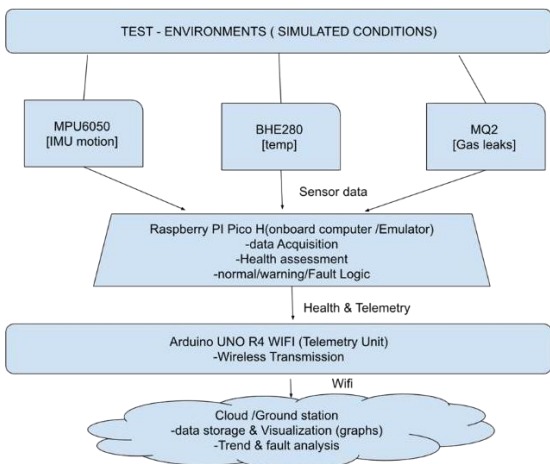 TEST - ENVIRONMENTS ( SIMULATED CONDITIONS)
MPU6050
[IMU motion]
BHE280
[temp]
MQ2
[Gas leaks]
Sensor data
Raspberry PI Pico H(onboard computer /Emulator)
-data Acquisition
-Health assessment
-normal/warning/Fault Logic
Health & Telemetry
Arduino UNO R4 WIFI (Telemetry Unit)
-Wireless Transmission
Wifi
Cloud /Ground station
-data storage & Visualization (graphs)
-Trend & fault analysis